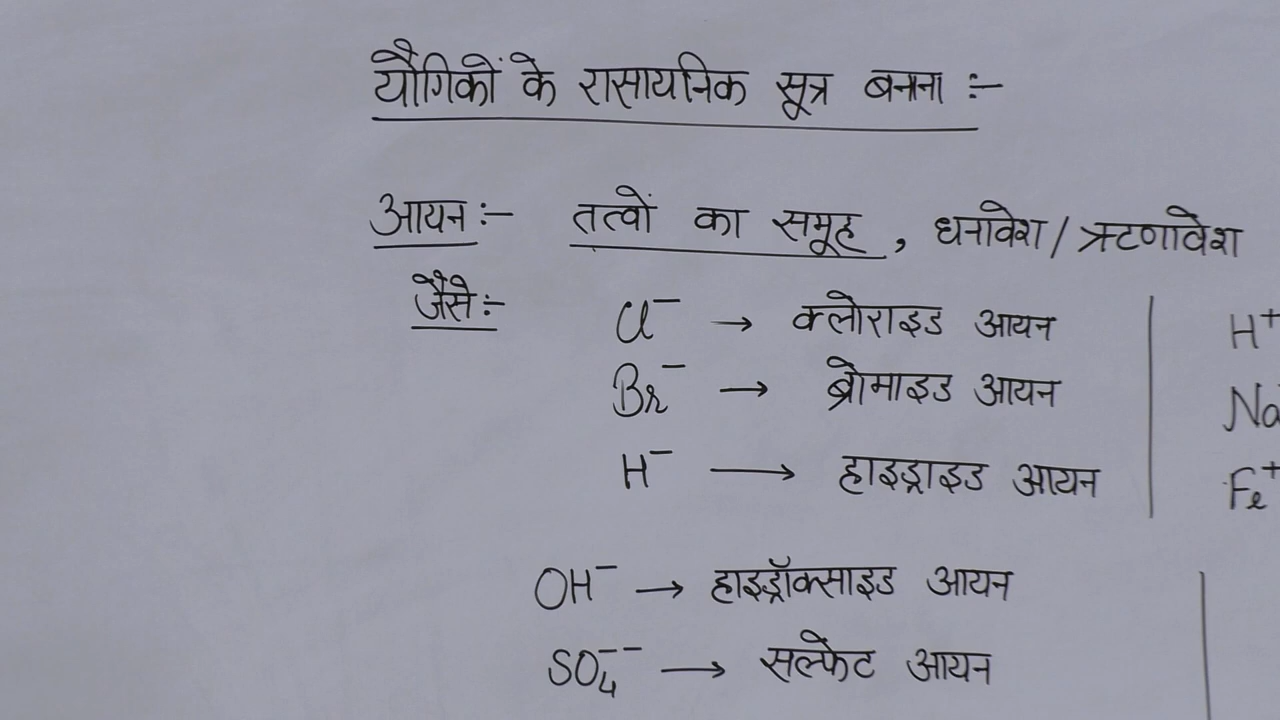 यौगिकों के रासायनिक सूत्र बनाना :-
आयन :- तत्वों का समूह , धनावेश / ऋणावेश
जैसे :-
Cl⁻ → क्लोराइड आयन
H⁺
Br⁻ → ब्रोमाइड आयन
Na
H⁻ → हाइड्राइड आयन
Fe⁺
OH⁻ → हाइड्रॉक्साइड आयन
SO₄⁻⁻ → सल्फेट आयन